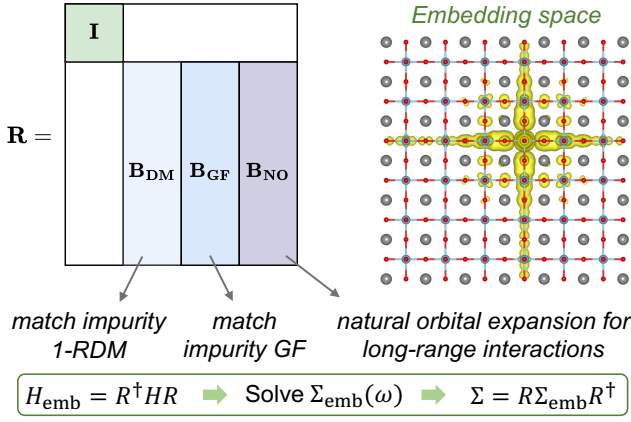 Embedding space
I
R =
B_DM B_GF B_NO
match impurity 1-RDM
match impurity GF
natural orbital expansion for long-range interactions
H_emb = R†HR Solve Σ_emb(ω) Σ = RΣ_embR†